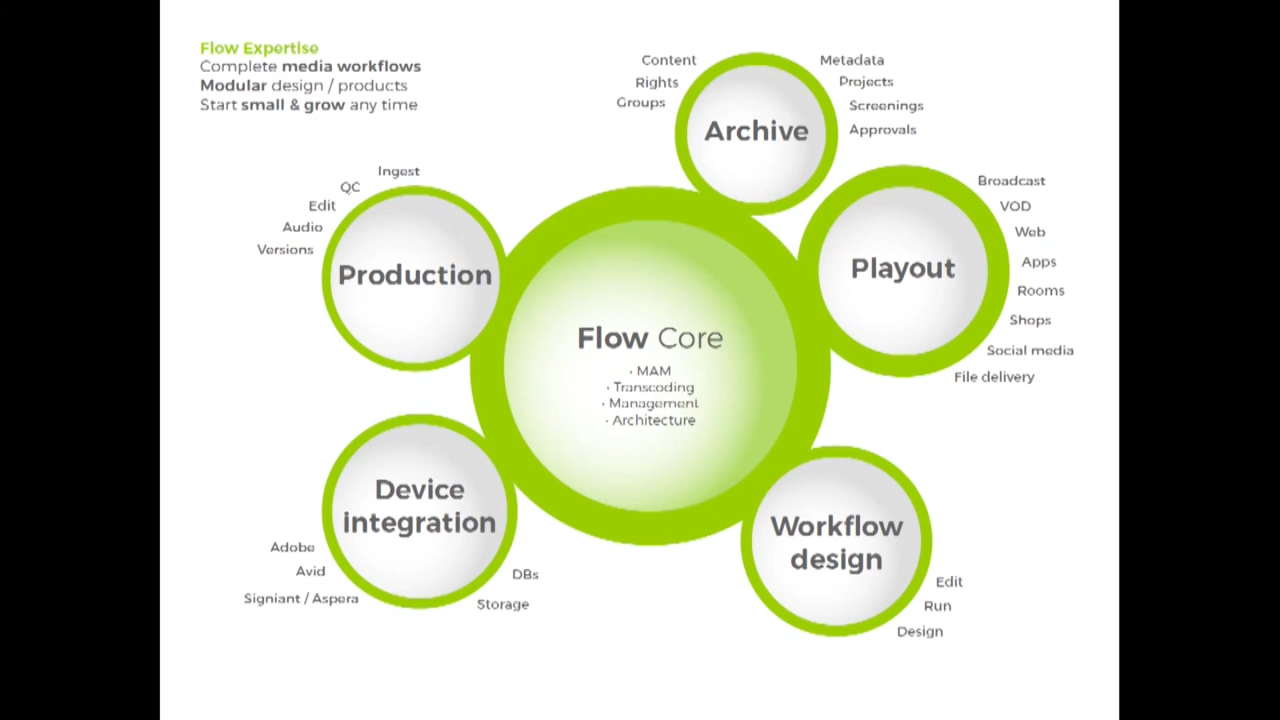 Flow Expertise
Complete media workflows
Modular design / products
Start small & grow any time
Content
Rights
Groups
Archive
Metadata
Projects
Screenings
Approvals
Ingest
QC
Edit
Audio
Versions
Production
Playout
Broadcast
VOD
Web
Apps
Rooms
Shops
Social media
File delivery
Flow Core
· MAM
· Transcoding
· Management
· Architecture
Device
integration
Adobe
Avid
Signiant / Aspera
DBs
Storage
Workflow
design
Edit
Run
Design